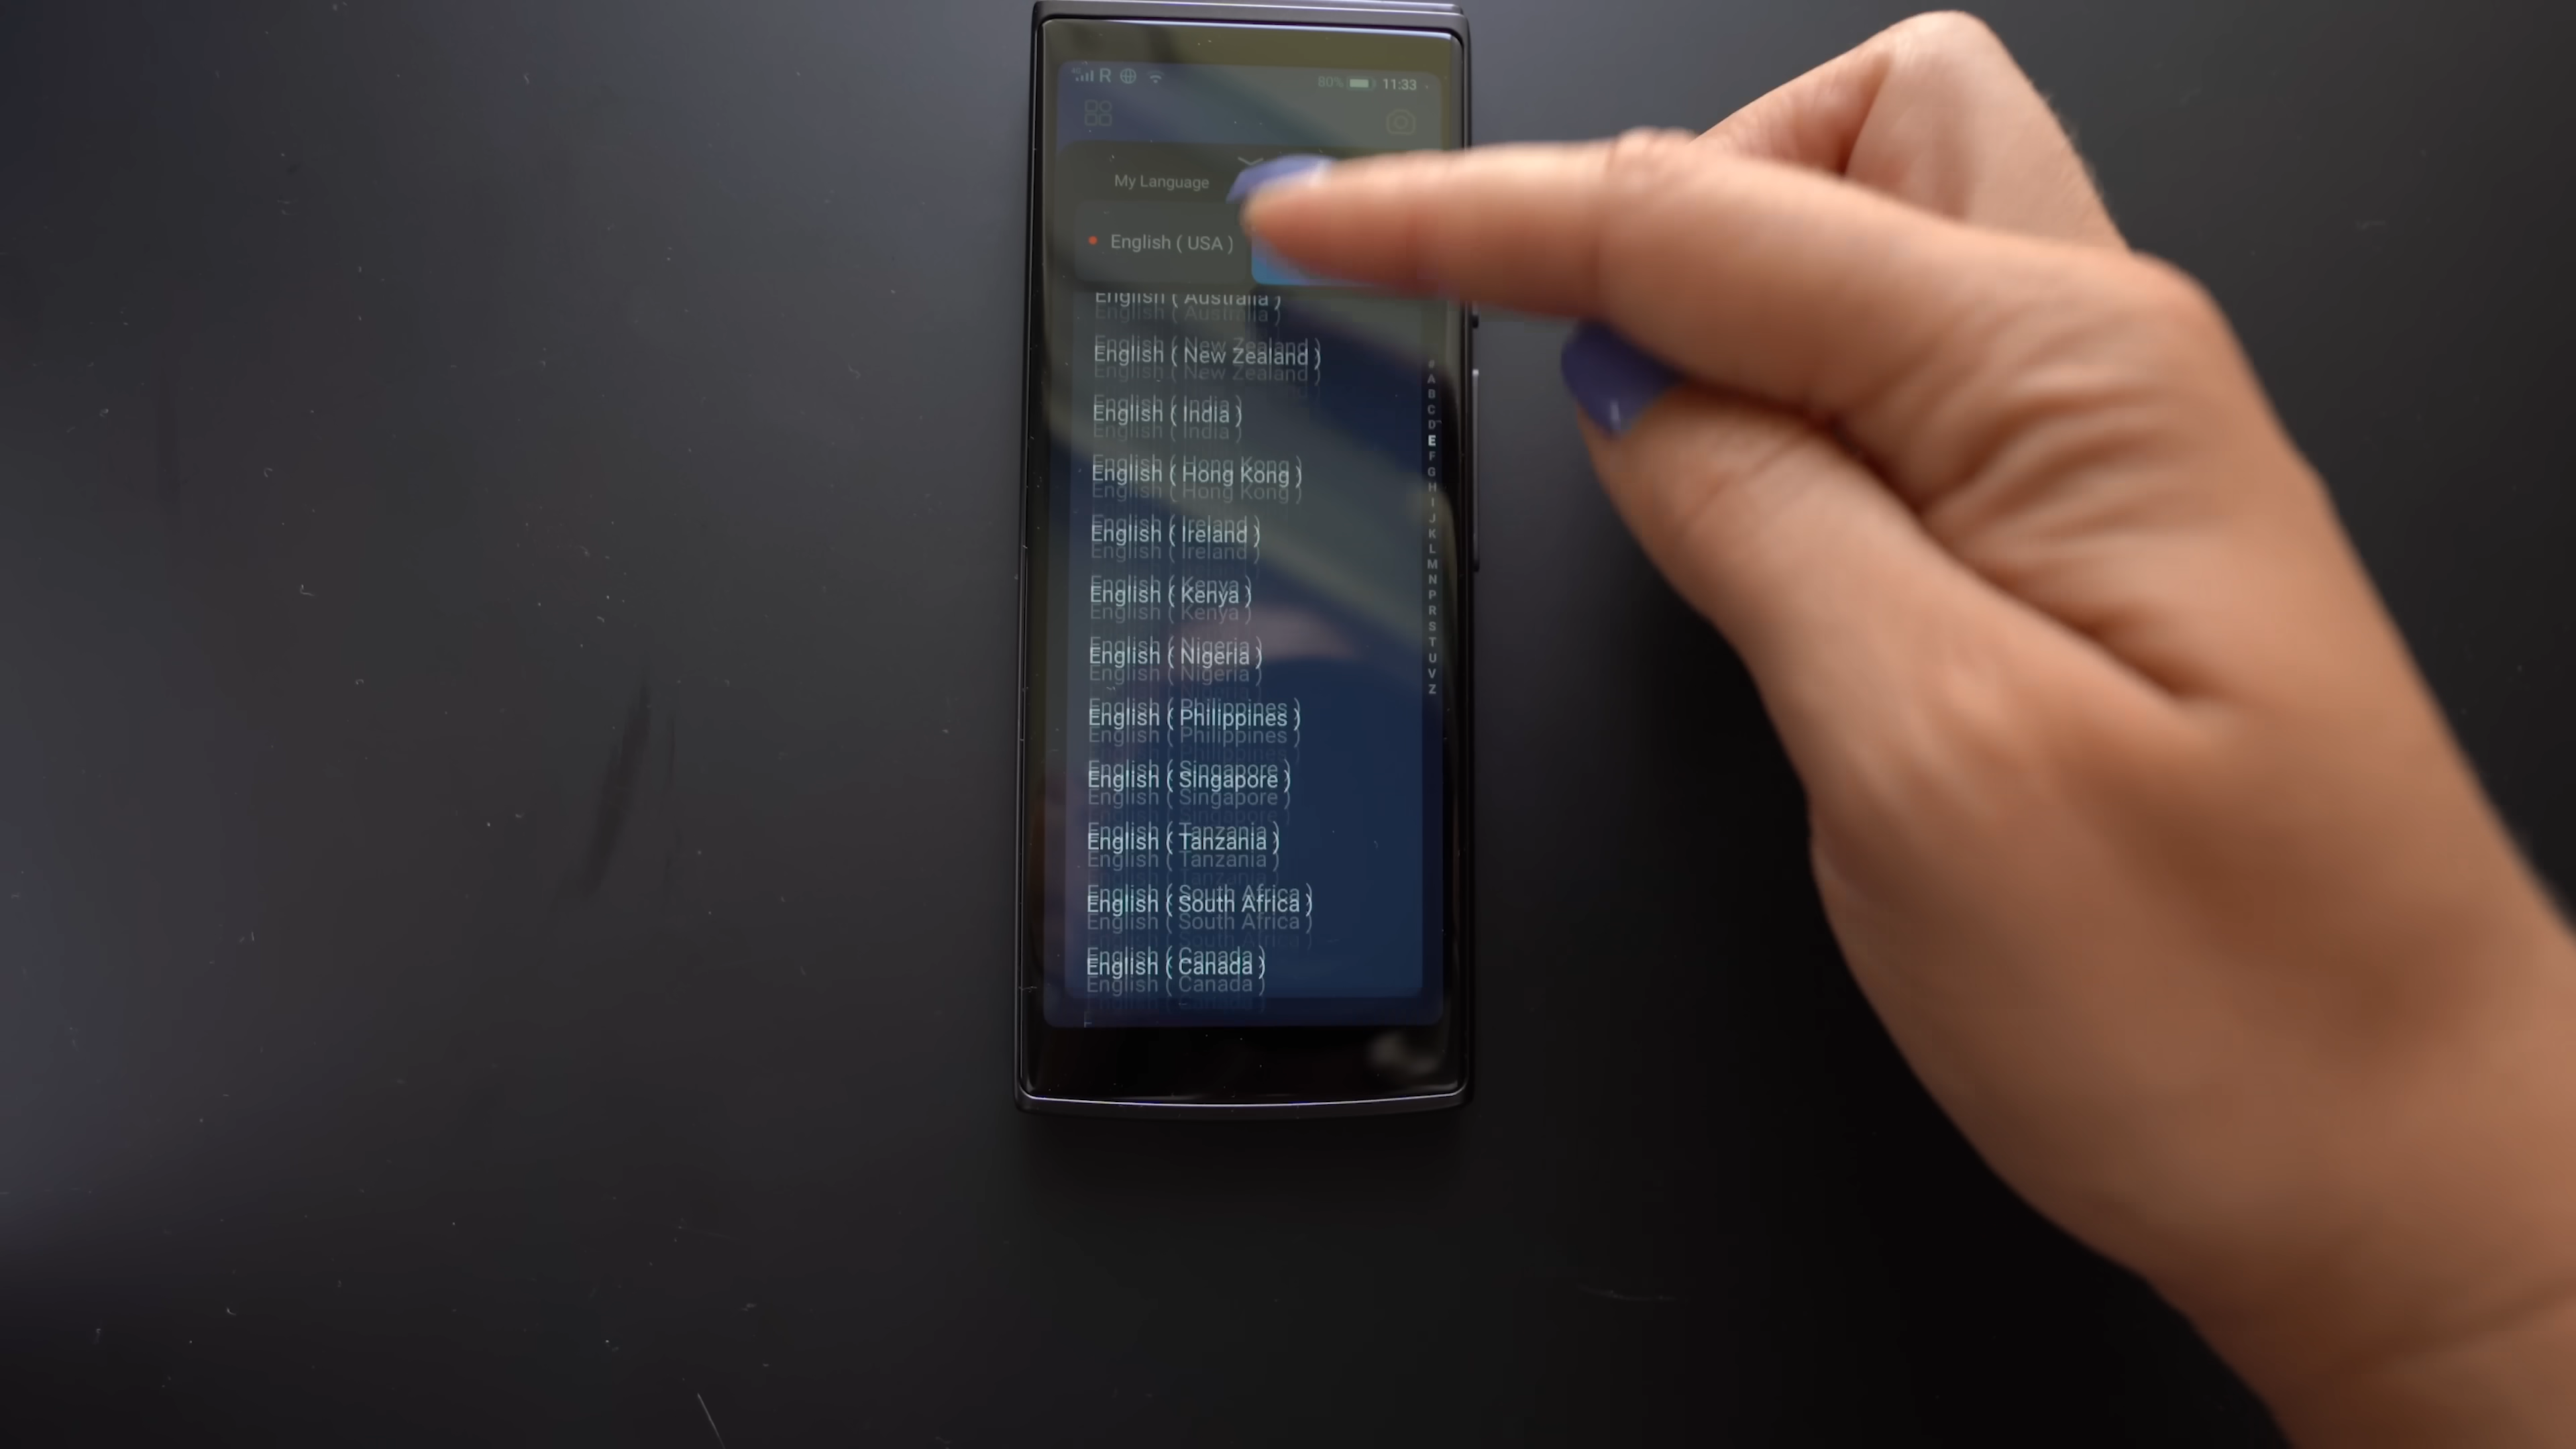 R 80% 11:33
My Language
English ( USA )
English ( Australia )
English ( New Zealand )
English ( India )
English ( Hong Kong )
English ( Ireland )
English ( Kenya )
English ( Nigeria )
English ( Philippines )
English ( Singapore )
English ( Tanzania )
English ( South Africa )
English ( Canada )
#
A
B
C
D
E
F
G
H
I
J
K
L
M
N
P
R
S
T
U
V
Z